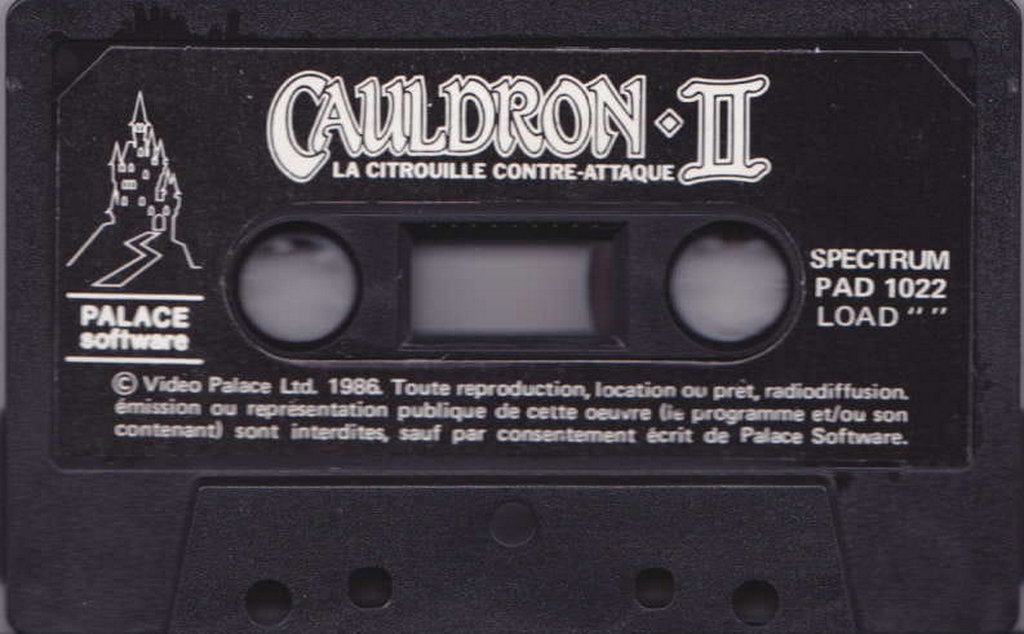 CAULDRON ◆ II
LA CITROUILLE CONTRE-ATTAQUE
SPECTRUM
PAD 1022
LOAD “ ”
PALACE
software
© Video Palace Ltd. 1986. Toute reproduction, location ou prêt, radiodiffusion.
émission ou représentation publique de cette oeuvre (le programme et/ou son
contenant) sont interdites, sauf par consentement écrit de Palace Software.